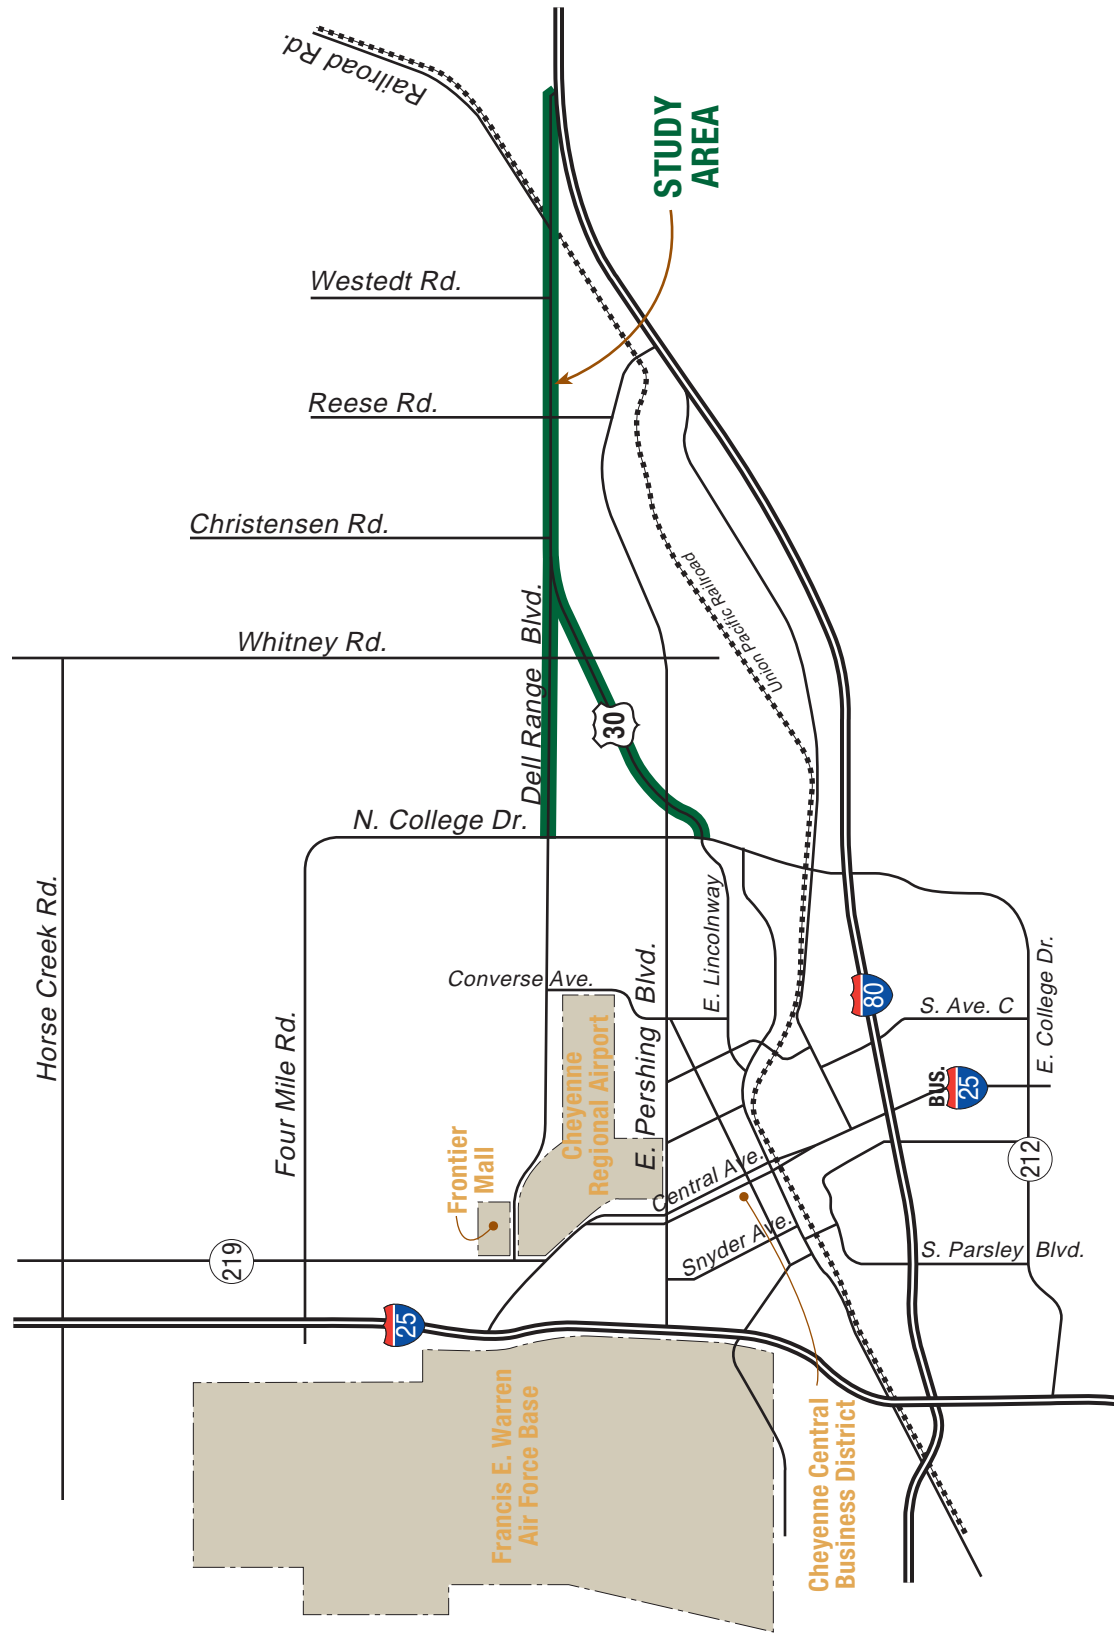 Railroad Rd.
STUDY
AREA
Westedt Rd.
Reese Rd.
Christensen Rd.
Union Pacific Railroad
Whitney Rd.
Dell Range Blvd.
30
N. College Dr.
Horse Creek Rd.
Four Mile Rd.
Converse Ave.
E. Pershing Blvd.
E. Lincolnway
80
S. Ave. C
E. College Dr.
BUS.
25
212
Cheyenne
Regional Airport
Frontier
Mall
Central Ave.
Snyder Ave.
S. Parsley Blvd.
219
25
Francis E. Warren
Air Force Base
Cheyenne Central
Business District